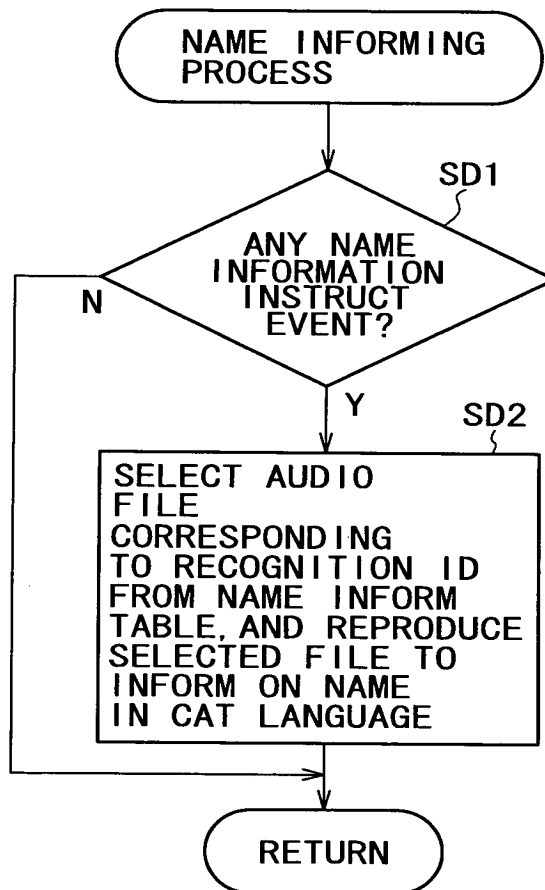 NAME INFORMING
PROCESS
SD1
ANY NAME
INFORMATION
INSTRUCT
EVENT?
N
Y
SD2
SELECT AUDIO
FILE
CORRESPONDING
TO RECOGNITION ID
FROM NAME INFORM
TABLE, AND REPRODUCE
SELECTED FILE TO
INFORM ON NAME
IN CAT LANGUAGE
RETURN